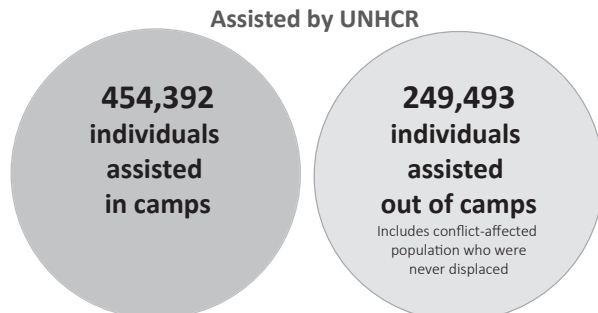 Assisted by UNHCR
454,392
individuals
assisted
in camps
249,493
individuals
assisted
out of camps
Includes conflict-affected
population who were
never displaced